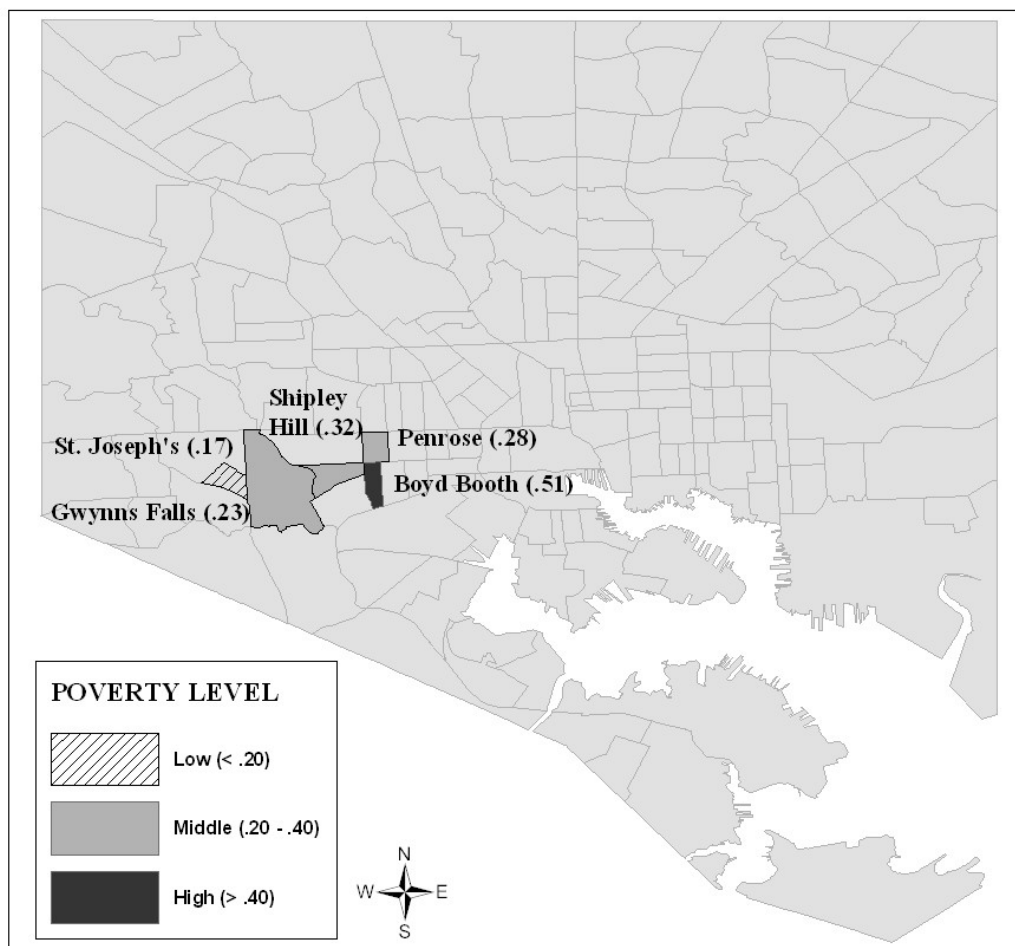 Shipley
Hill (.32)
St. Joseph's (.17)
Penrose (.28)
Boyd Booth (.51)
Gwynns Falls (.23)
POVERTY LEVEL
Low (< .20)
Middle (.20 - .40)
High (> .40)
N
W E
S